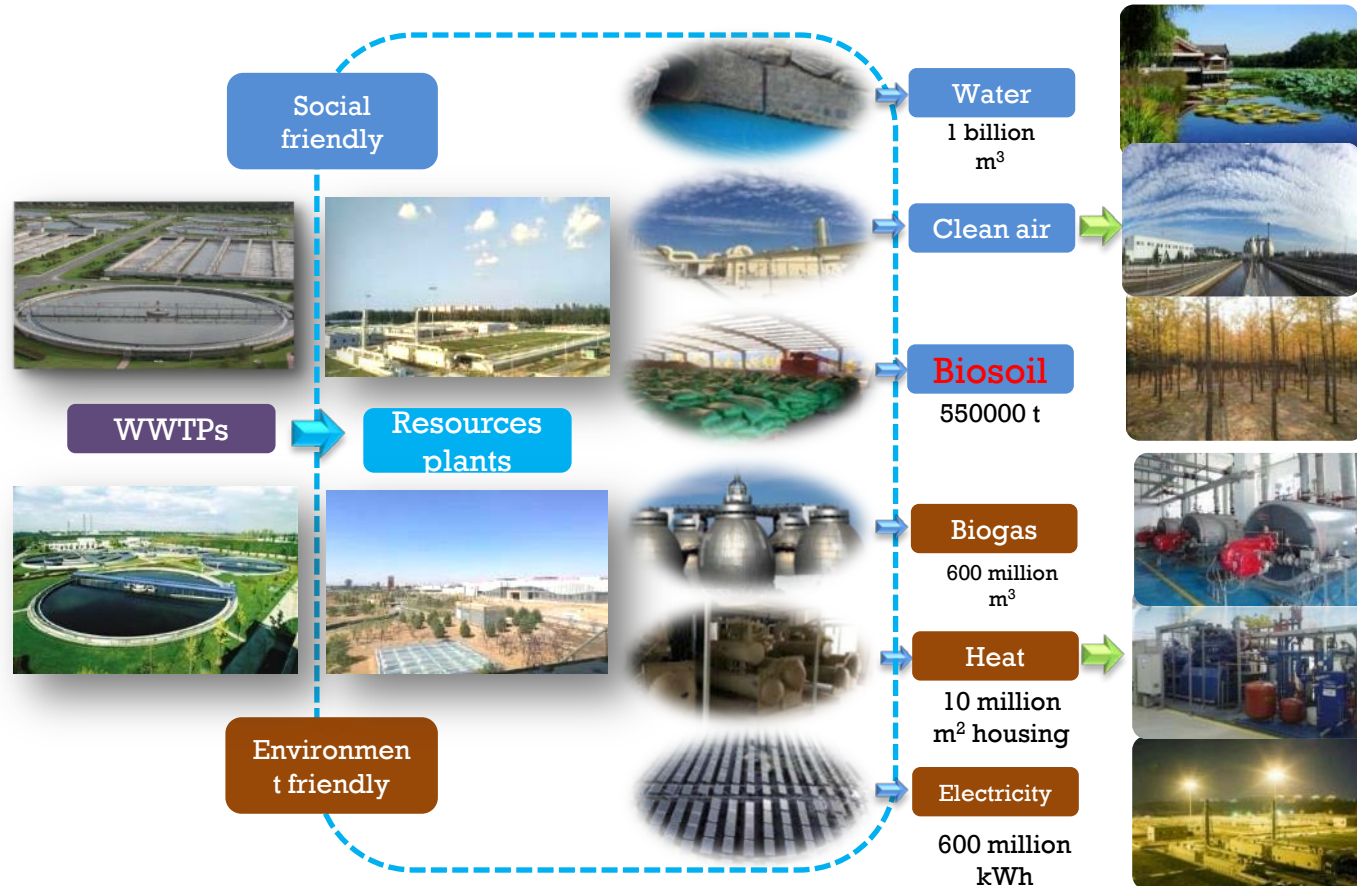 Social
friendly
WWTPs
Resources
plants
Environmen
t friendly
Water
1 billion
m³
Clean air
Biosoil
550000 t
Biogas
600 million
m³
Heat
10 million
m² housing
Electricity
600 million
kWh